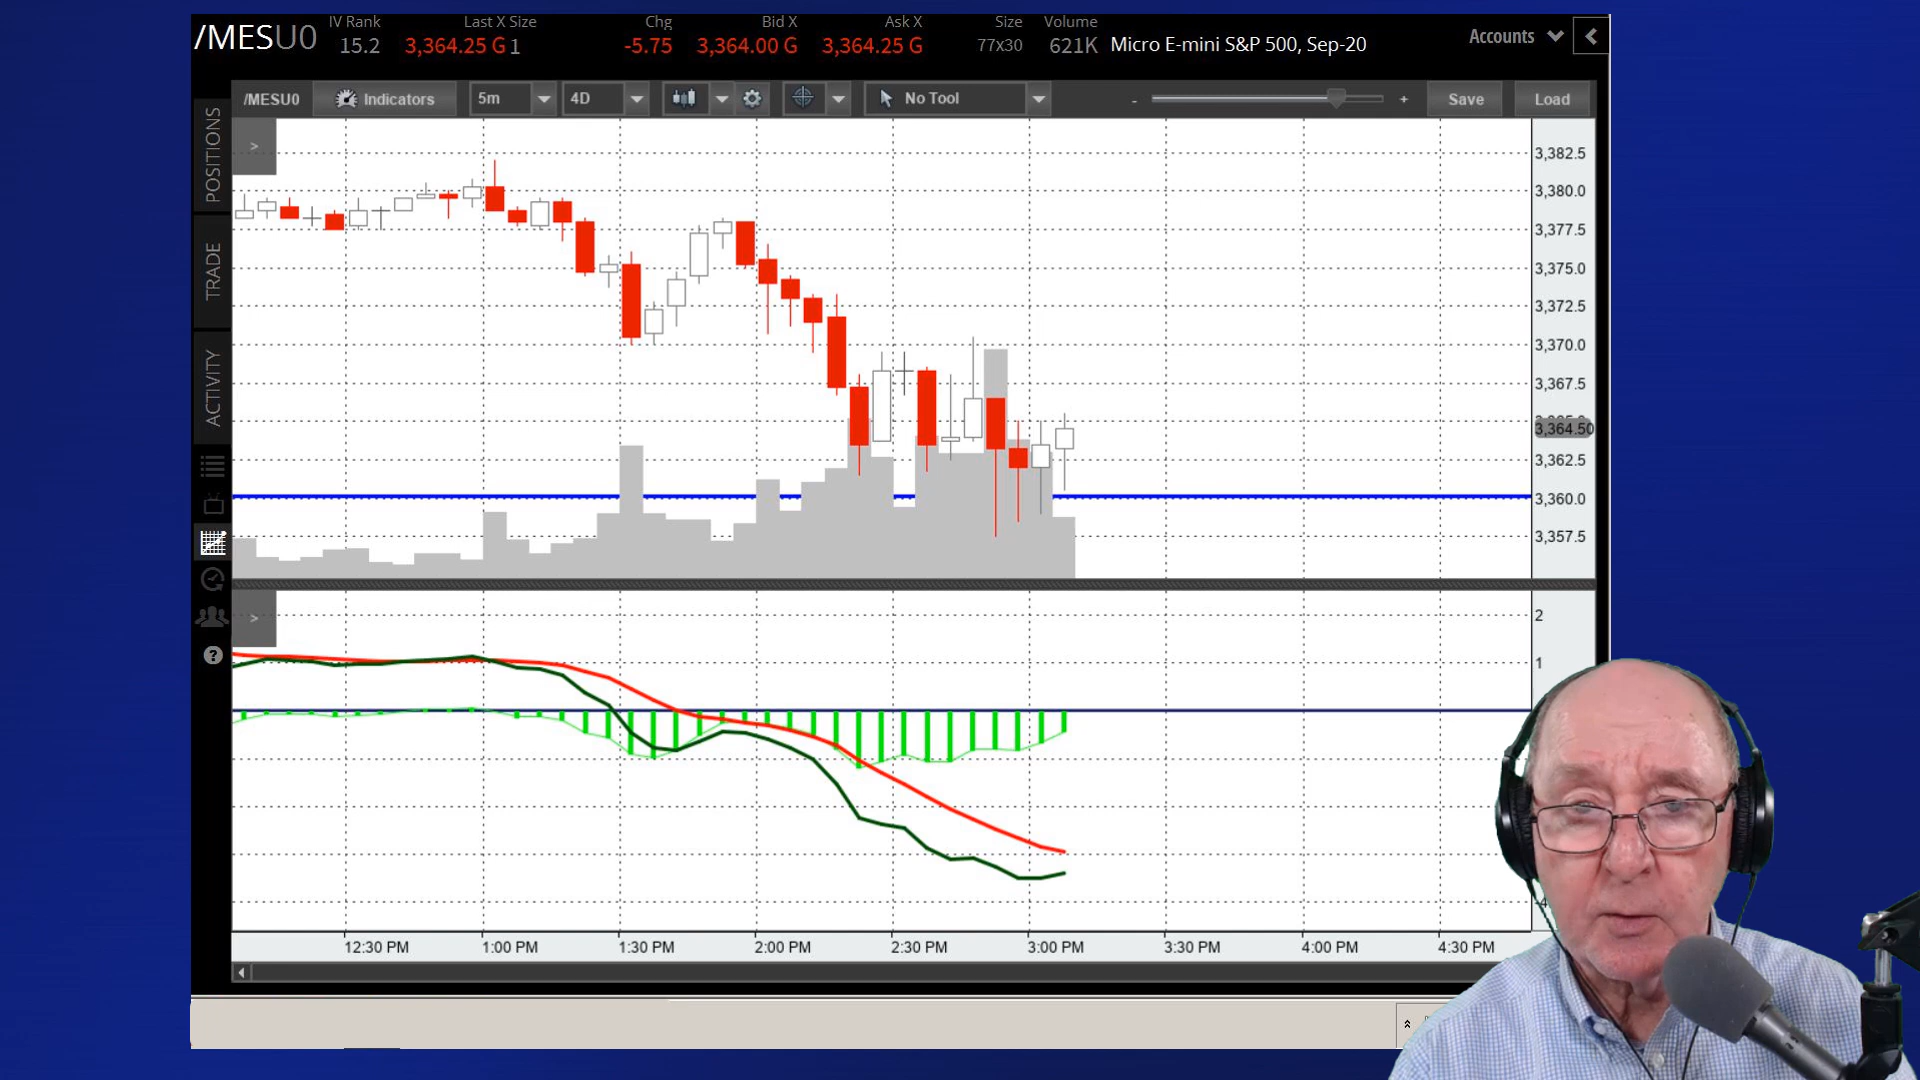 /MESU0
IV Rank Last X Size Chg Bid X Ask X Size Volume
15.2 3,364.25 G 1 -5.75 3,364.00 G 3,364.25 G 77x30 621K Micro E-mini S&P 500, Sep-20
Accounts
/MESU0 Indicators 5m 4D No Tool - + Save Load
POSITIONS
TRADE
ACTIVITY
>
3,382.5
3,380.0
3,377.5
3,375.0
3,372.5
3,370.0
3,367.5
3,364.50
3,362.5
3,360.0
3,357.5
>
2
1
?
12:30 PM 1:00 PM 1:30 PM 2:00 PM 2:30 PM 3:00 PM 3:30 PM 4:00 PM 4:30 PM